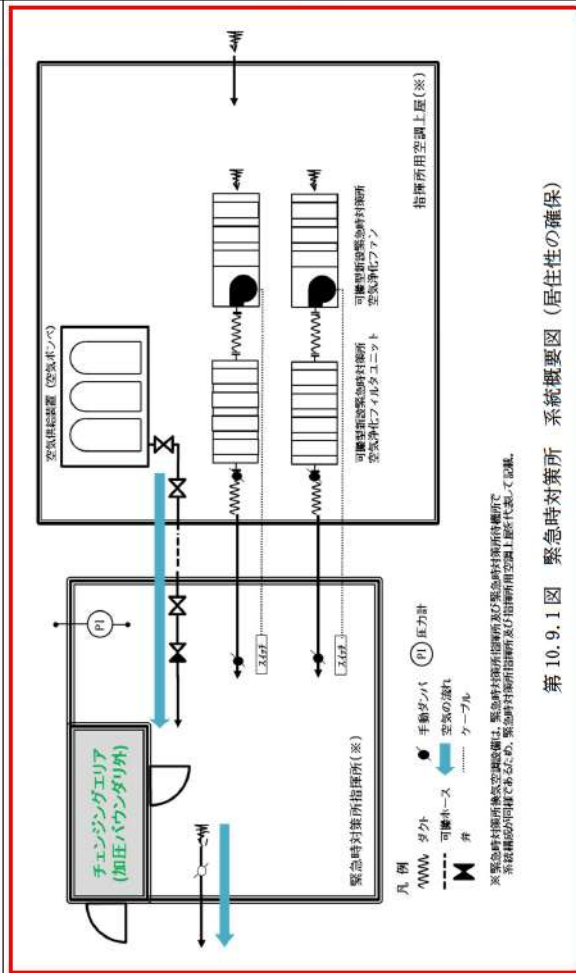 チェンジングエリア
(加圧バウンダリ外)
PI
空気供給装置 (空気ボンベ)
緊急時対策所指揮所(※)
スイッチ
スイッチ
可搬型新設緊急時対策所
空気浄化フィルタユニット
可搬型新設緊急時対策所
空気浄化ファン
指揮所用空調上屋(※)
凡 例
ダクト
手動ダンパ
PI
圧力計
可搬ホース
空気の流れ
弁
ケーブル
※緊急時対策所換気空調設備は、緊急時対策所指揮所及び緊急時対策所待機所で
系統構成が同様であるため、緊急時対策所指揮所及び指揮所用空調上屋を代表して記載。
第 10.9.1 図 緊急時対策所 系統概要図 (居住性の確保)